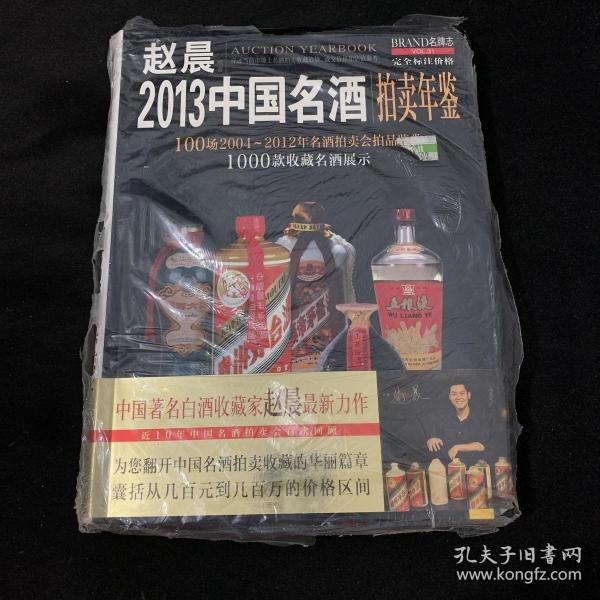 赵晨
AUCTION YEARBOOK
BRAND名牌志
VOL.31
完全标注价格
2013中国名酒
拍卖年鉴
100场2004~2012年名酒拍卖会拍品
1000款收藏名酒展示
五粮液
WU LIANG YE
中国著名白酒收藏家赵晨最新力作
近10年中国名酒拍卖会
为您翻开中国名酒拍卖收藏的华丽篇章
囊括从几百元到几百万的价格区间
孔夫子旧书网
www.kongfz.com